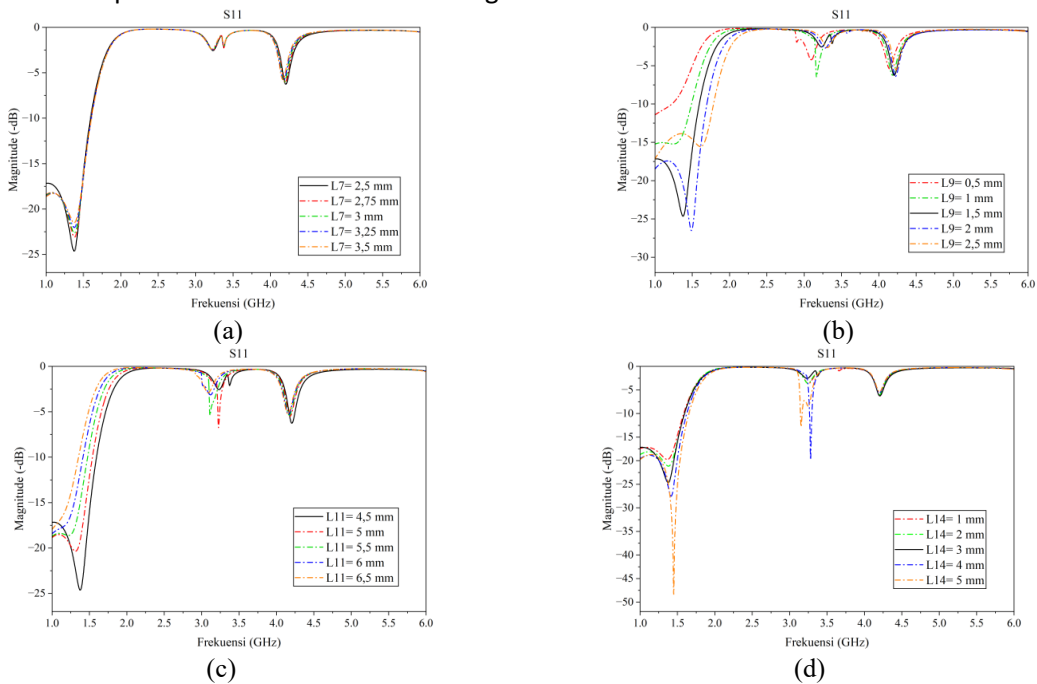 S11
0
−5
−10
−15
−20
−25
Magnitude (-dB)
L7= 2,5 mm
L7= 2,75 mm
L7= 3 mm
L7= 3,25 mm
L7= 3,5 mm
1.0 1.5 2.0 2.5 3.0 3.5 4.0 4.5 5.0 5.5 6.0
Frekuensi (GHz)
(a)
S11
0
−5
−10
−15
−20
−25
−30
Magnitude (-dB)
L9= 0,5 mm
L9= 1 mm
L9= 1,5 mm
L9= 2 mm
L9= 2,5 mm
1.0 1.5 2.0 2.5 3.0 3.5 4.0 4.5 5.0 5.5 6.0
Frekuensi (GHz)
(b)
S11
0
−5
−10
−15
−20
−25
Magnitude (-dB)
L11= 4,5 mm
L11= 5 mm
L11= 5,5 mm
L11= 6 mm
L11= 6,5 mm
1.0 1.5 2.0 2.5 3.0 3.5 4.0 4.5 5.0 5.5 6.0
Frekuensi (GHz)
(c)
S11
0
−5
−10
−15
−20
−25
−30
−35
−40
−45
−50
Magnitude (-dB)
L14= 1 mm
L14= 2 mm
L14= 3 mm
L14= 4 mm
L14= 5 mm
1.0 1.5 2.0 2.5 3.0 3.5 4.0 4.5 5.0 5.5 6.0
Frekuensi (GHz)
(d)